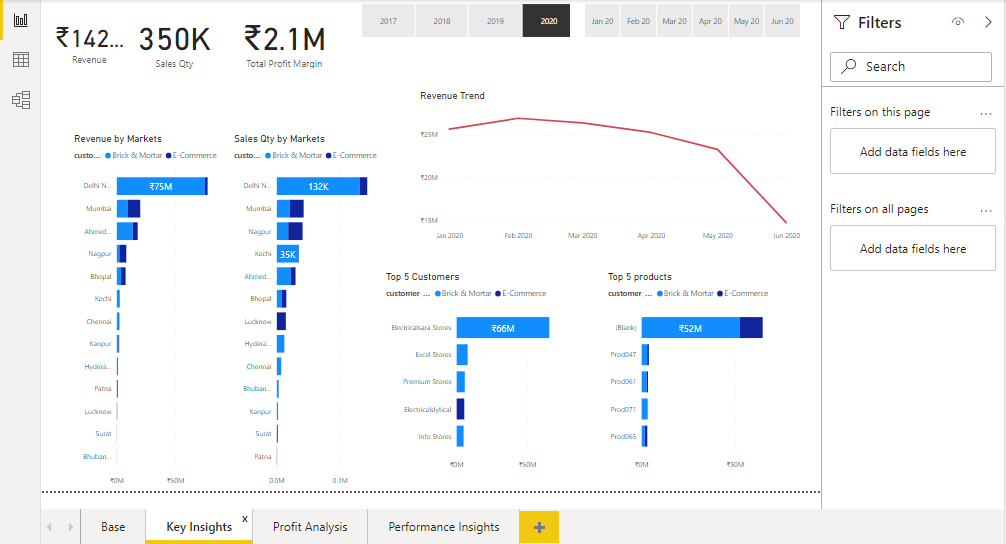 ₹142... 350K ₹2.1M
Revenue Sales Qty Total Profit Margin
2017 2018 2019 2020 Jan 20 Feb 20 Mar 20 Apr 20 May 20 Jun 20
Revenue Trend
₹25M
₹20M
₹15M
Jan 2020 Feb 2020 Mar 2020 Apr 2020 May 2020 Jun 2020
Revenue by Markets
custo... Brick & Mortar E-Commerce
Delhi N... ₹75M
Mumbai
Ahmed...
Nagpur
Bhopal
Kochi
Chennai
Kanpur
Hydera...
Patna
Lucknow
Surat
Bhuban...
₹0M ₹50M
Sales Qty by Markets
custo... Brick & Mortar E-Commerce
Delhi N... 132K
Mumbai
Nagpur
Kochi 35K
Ahmed...
Bhopal
Lucknow
Hydera...
Chennai
Bhuban...
Kanpur
Surat
Patna
0.0M 0.1M
Top 5 Customers
customer ... Brick & Mortar E-Commerce
Electricalsara Stores ₹66M
Excel Stores
Premium Stores
Electricalslytical
Info Stores
₹0M ₹50M
Top 5 products
customer ... Brick & Mortar E-Commerce
(Blank) ₹52M
Prod047
Prod061
Prod071
Prod065
₹0M ₹50M
Filters
Search
Filters on this page ...
Add data fields here
Filters on all pages ...
Add data fields here
Base Key Insights x Profit Analysis Performance Insights +